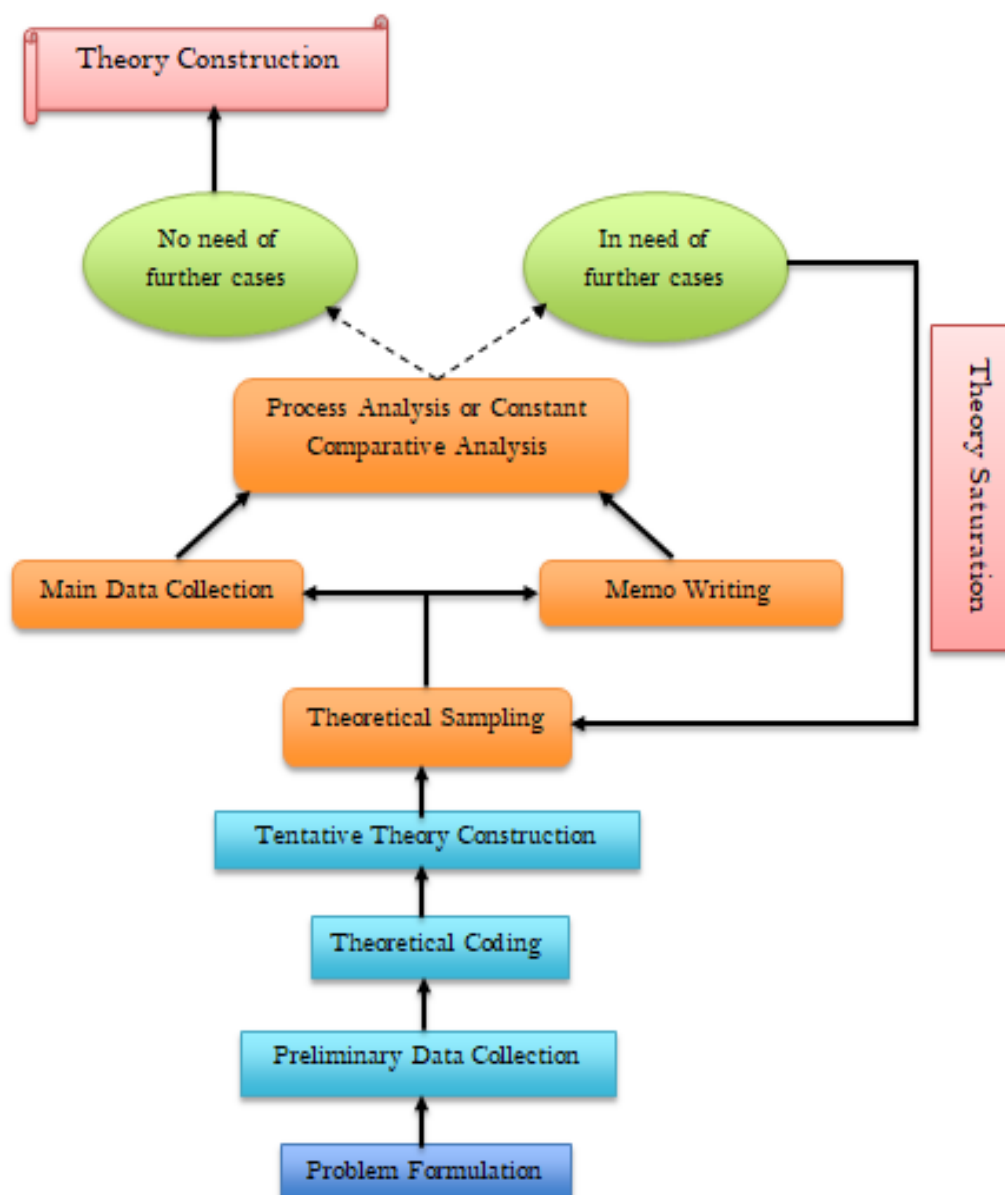 Theory Construction
No need of
further cases
In need of
further cases
Process Analysis or Constant
Comparative Analysis
Theory Saturation
Main Data Collection
Memo Writing
Theoretical Sampling
Tentative Theory Construction
Theoretical Coding
Preliminary Data Collection
Problem Formulation